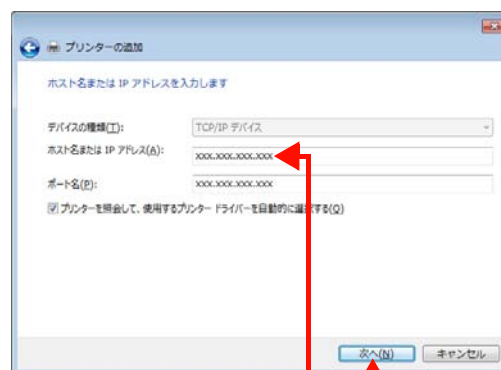 プリンターの追加
ホスト名または IP アドレスを入力します
デバイスの種類(T):
TCP/IP デバイス
ホスト名または IP アドレス(A):
xxx.xxx.xxx.xxx
ポート名(P):
xxx.xxx.xxx.xxx
プリンターを照会して、使用するプリンター ドライバーを自動的に選択する(Q)
次へ(N)
キャンセル